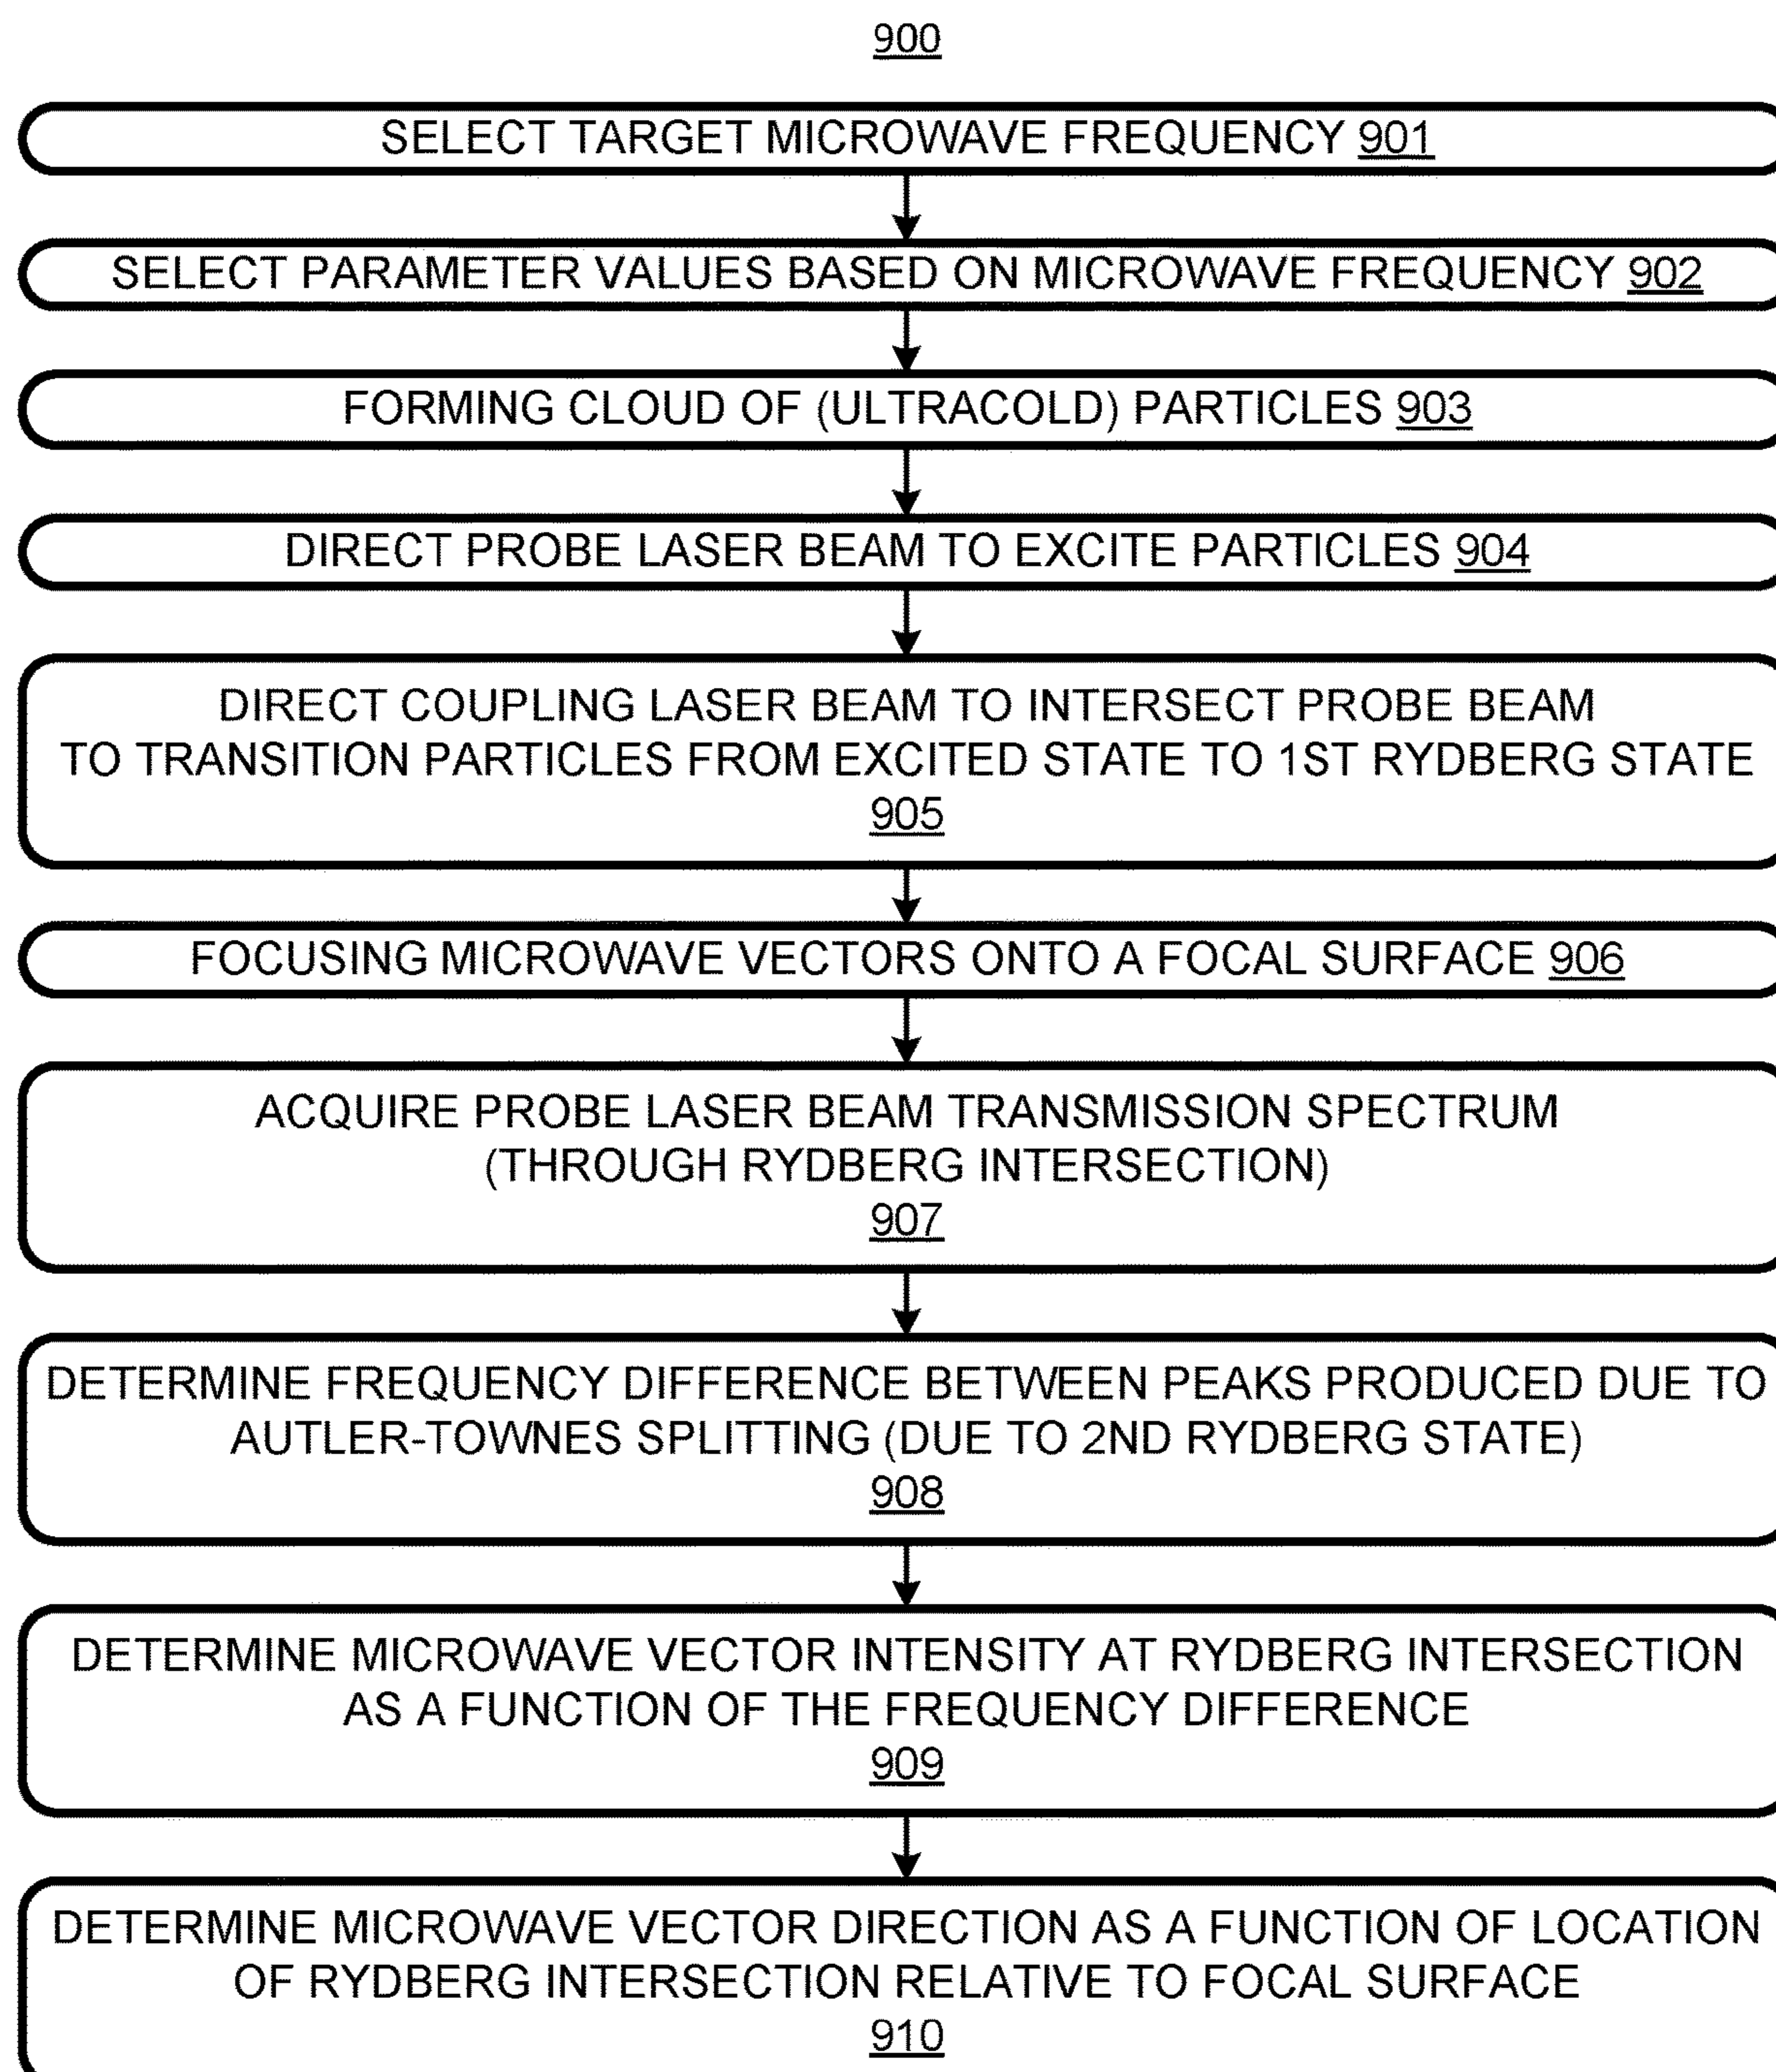 900
SELECT TARGET MICROWAVE FREQUENCY 901
SELECT PARAMETER VALUES BASED ON MICROWAVE FREQUENCY 902
FORMING CLOUD OF (ULTRACOLD) PARTICLES 903
DIRECT PROBE LASER BEAM TO EXCITE PARTICLES 904
DIRECT COUPLING LASER BEAM TO INTERSECT PROBE BEAM
TO TRANSITION PARTICLES FROM EXCITED STATE TO 1ST RYDBERG STATE
905
FOCUSING MICROWAVE VECTORS ONTO A FOCAL SURFACE 906
ACQUIRE PROBE LASER BEAM TRANSMISSION SPECTRUM
(THROUGH RYDBERG INTERSECTION)
907
DETERMINE FREQUENCY DIFFERENCE BETWEEN PEAKS PRODUCED DUE TO
AUTLER-TOWNES SPLITTING (DUE TO 2ND RYDBERG STATE)
908
DETERMINE MICROWAVE VECTOR INTENSITY AT RYDBERG INTERSECTION
AS A FUNCTION OF THE FREQUENCY DIFFERENCE
909
DETERMINE MICROWAVE VECTOR DIRECTION AS A FUNCTION OF LOCATION
OF RYDBERG INTERSECTION RELATIVE TO FOCAL SURFACE
910